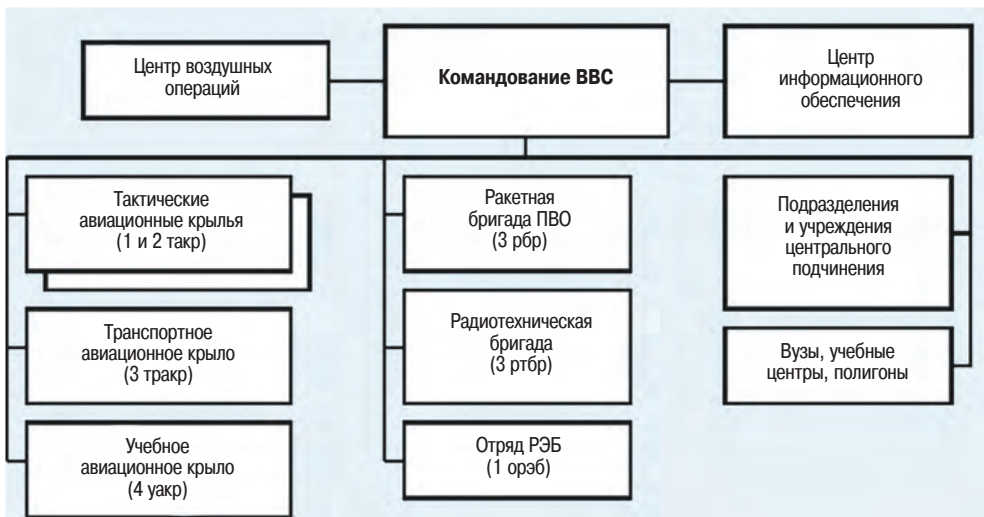 Центр воздушных
операций
Командование ВВС
Центр
информационного
обеспечения
Тактические
авиационные крылья
(1 и 2 такр)
Ракетная
бригада ПВО
(3 рбр)
Подразделения
и учреждения
центрального
подчинения
Транспортное
авиационное крыло
(3 тракр)
Радиотехническая
бригада
(3 ртбр)
Вузы, учебные
центры, полигоны
Учебное
авиационное крыло
(4 уакр)
Отряд РЭБ
(1 орэб)